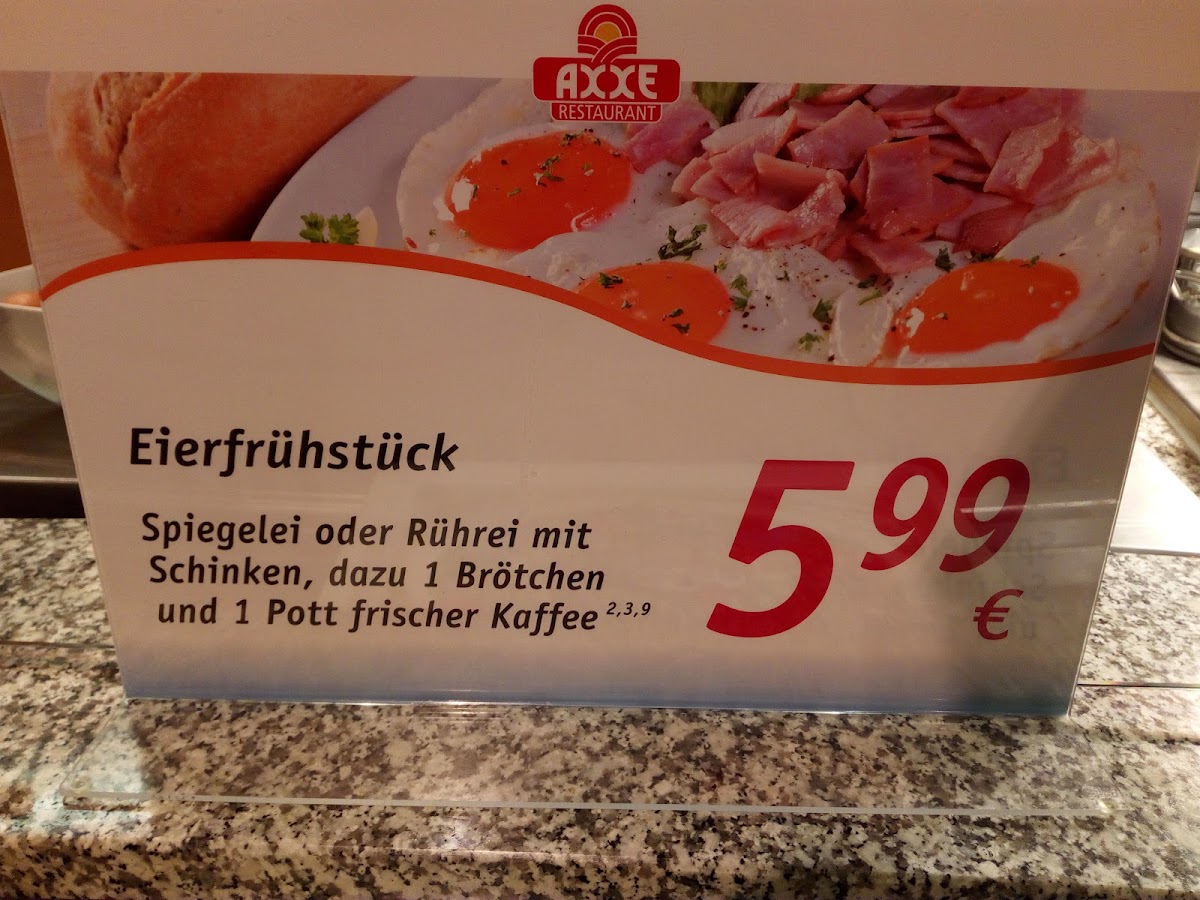 AXXE
RESTAURANT
Eierfrühstück
Spiegelei oder Rührei mit
Schinken, dazu 1 Brötchen
und 1 Pott frischer Kaffee 2,3,9
5 99
€